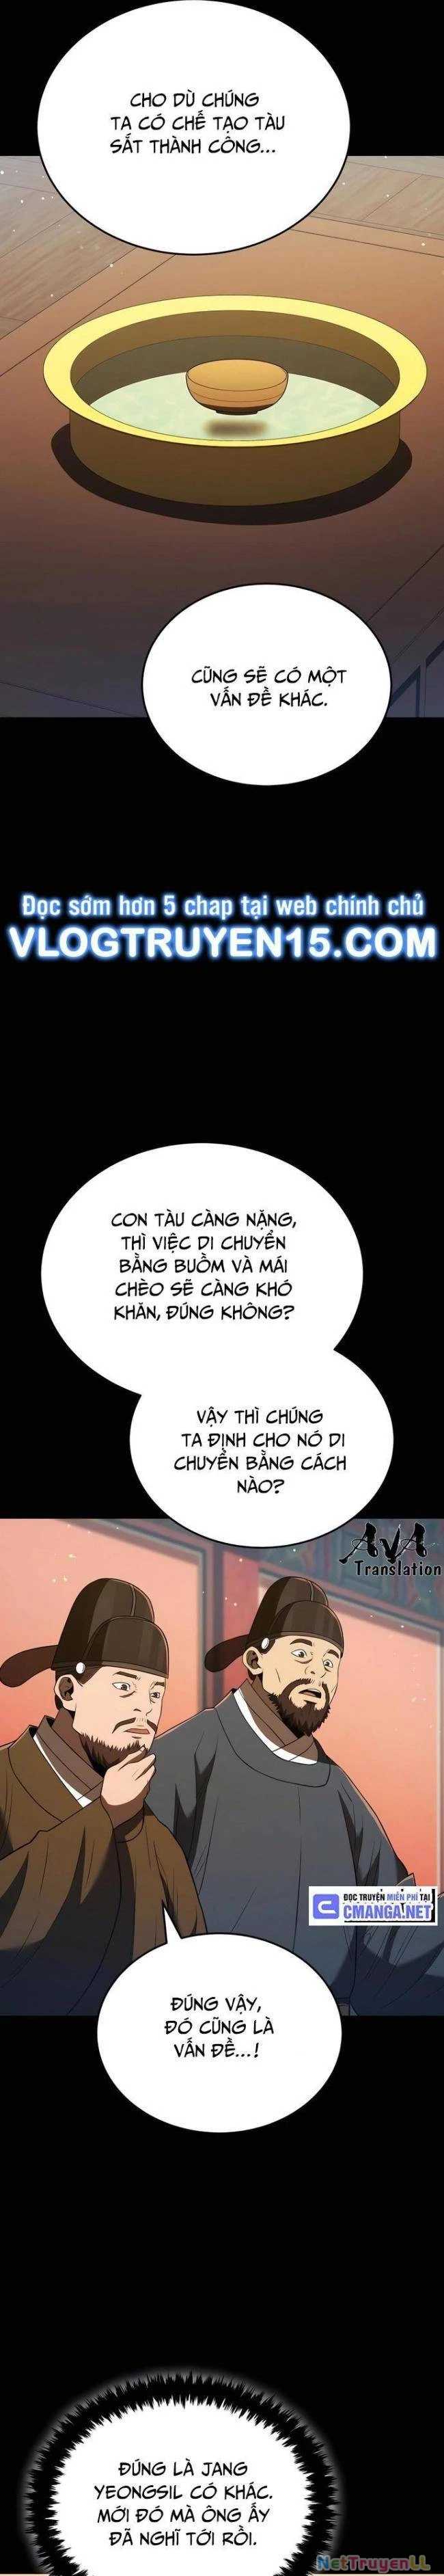 CHO DÙ CHÚNG
TA CÓ CHẾ TẠO TÀU
SẮT THÀNH CÔNG...
CŨNG SẼ CÓ MỘT
VẤN ĐỀ KHÁC.
Đọc sớm hơn 5 chap tại web chính chủ
VLOGTRUYEN15.COM
CON TÀU CÀNG NẶNG,
THÌ VIỆC DI CHUYỂN
BẰNG BUỒM VÀ MÁI
CHÈO SẼ CÀNG KHÓ
KHĂN, ĐÚNG KHÔNG?
VẬY THÌ CHÚNG
TA ĐỊNH CHO NÓ DI
CHUYỂN BẰNG CÁCH
NÀO?
AVA
Translation
ĐỌC TRUYỆN MIỄN PHÍ TẠI
CMANGA.NET
ĐÚNG VẬY,
ĐÓ CŨNG LÀ
VẤN ĐỀ...!
ĐÚNG LÀ JANG
YEONGSIL CÓ KHÁC.
MỚI ĐÓ MÀ ÔNG ẤY
ĐÃ NGHĨ TỚI RỒI.
NetTruyenLL